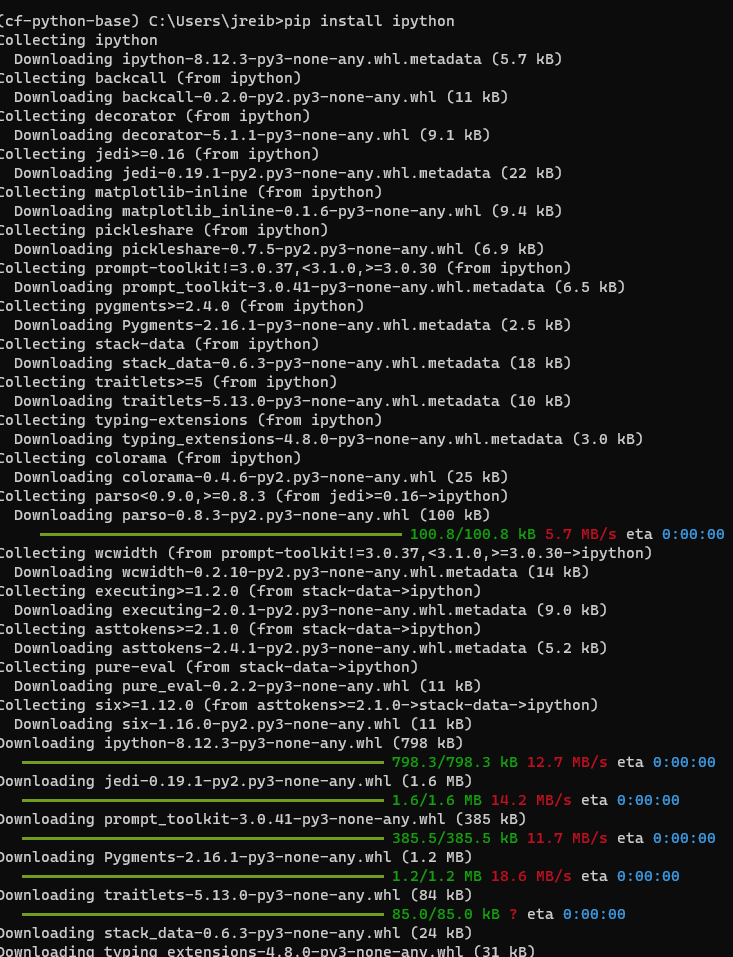 (cf-python-base) C:\Users\jreib>pip install ipython
Collecting ipython
  Downloading ipython-8.12.3-py3-none-any.whl.metadata (5.7 kB)
Collecting backcall (from ipython)
  Downloading backcall-0.2.0-py2.py3-none-any.whl (11 kB)
Collecting decorator (from ipython)
  Downloading decorator-5.1.1-py3-none-any.whl (9.1 kB)
Collecting jedi>=0.16 (from ipython)
  Downloading jedi-0.19.1-py2.py3-none-any.whl.metadata (22 kB)
Collecting matplotlib-inline (from ipython)
  Downloading matplotlib_inline-0.1.6-py3-none-any.whl (9.4 kB)
Collecting pickleshare (from ipython)
  Downloading pickleshare-0.7.5-py2.py3-none-any.whl (6.9 kB)
Collecting prompt-toolkit!=3.0.37,<3.1.0,>=3.0.30 (from ipython)
  Downloading prompt_toolkit-3.0.41-py3-none-any.whl.metadata (6.5 kB)
Collecting pygments>=2.4.0 (from ipython)
  Downloading Pygments-2.16.1-py3-none-any.whl.metadata (2.5 kB)
Collecting stack-data (from ipython)
  Downloading stack_data-0.6.3-py3-none-any.whl.metadata (18 kB)
Collecting traitlets>=5 (from ipython)
  Downloading traitlets-5.13.0-py3-none-any.whl.metadata (10 kB)
Collecting typing-extensions (from ipython)
  Downloading typing_extensions-4.8.0-py3-none-any.whl.metadata (3.0 kB)
Collecting colorama (from ipython)
  Downloading colorama-0.4.6-py2.py3-none-any.whl (25 kB)
Collecting parso<0.9.0,>=0.8.3 (from jedi>=0.16->ipython)
  Downloading parso-0.8.3-py2.py3-none-any.whl (100 kB)
100.8/100.8 kB 5.7 MB/s eta 0:00:00
Collecting wcwidth (from prompt-toolkit!=3.0.37,<3.1.0,>=3.0.30->ipython)
  Downloading wcwidth-0.2.10-py2.py3-none-any.whl.metadata (14 kB)
Collecting executing>=1.2.0 (from stack-data->ipython)
  Downloading executing-2.0.1-py2.py3-none-any.whl.metadata (9.0 kB)
Collecting asttokens>=2.1.0 (from stack-data->ipython)
  Downloading asttokens-2.4.1-py2.py3-none-any.whl.metadata (5.2 kB)
Collecting pure-eval (from stack-data->ipython)
  Downloading pure_eval-0.2.2-py3-none-any.whl (11 kB)
Collecting six>=1.12.0 (from asttokens>=2.1.0->stack-data->ipython)
  Downloading six-1.16.0-py2.py3-none-any.whl (11 kB)
Downloading ipython-8.12.3-py3-none-any.whl (798 kB)
798.3/798.3 kB 12.7 MB/s eta 0:00:00
Downloading jedi-0.19.1-py2.py3-none-any.whl (1.6 MB)
1.6/1.6 MB 14.2 MB/s eta 0:00:00
Downloading prompt_toolkit-3.0.41-py3-none-any.whl (385 kB)
385.5/385.5 kB 11.7 MB/s eta 0:00:00
Downloading Pygments-2.16.1-py3-none-any.whl (1.2 MB)
1.2/1.2 MB 18.6 MB/s eta 0:00:00
Downloading traitlets-5.13.0-py3-none-any.whl (84 kB)
85.0/85.0 kB ? eta 0:00:00
Downloading stack_data-0.6.3-py3-none-any.whl (24 kB)
Downloading typing_extensions-4.8.0-py3-none-any.whl (31 kB)